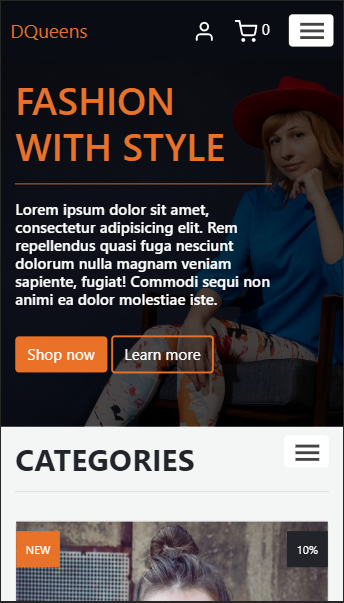 DQueens
0
FASHION
WITH STYLE
Lorem ipsum dolor sit amet,
consectetur adipisicing elit. Rem
repellendus quasi fuga nesciunt
dolorum nulla magnam veniam
sapiente, fugiat! Commodi sequi non
animi ea dolor molestiae iste.
Shop now
Learn more
CATEGORIES
NEW
10%